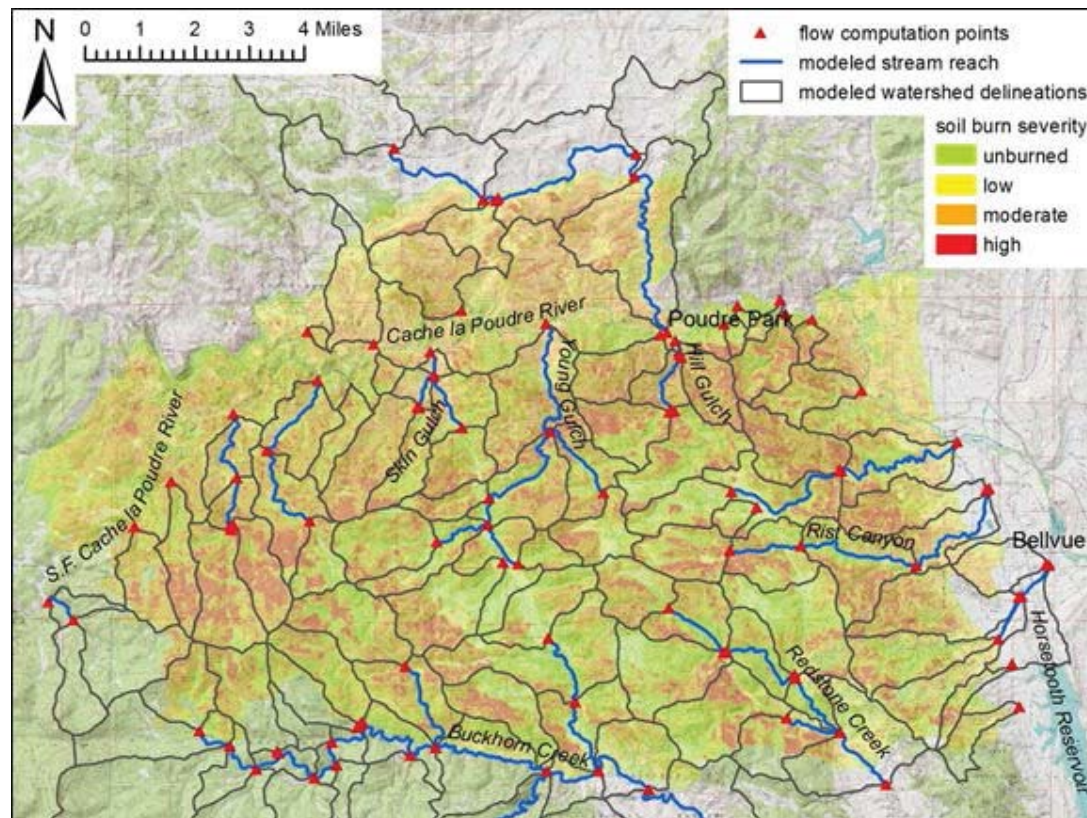 N
0 1 2 3 4 Miles
flow computation points
modeled stream reach
modeled watershed delineations
soil burn severity
unburned
low
moderate
high
Cache la Poudre River
Poudre Park
Hill Gulch
Young Gulch
Skin Gulch
S.F. Cache la Poudre River
Rist Canyon
Bellvue
Horsetooth Reservoir
Redstone Creek
Buckhorn Creek